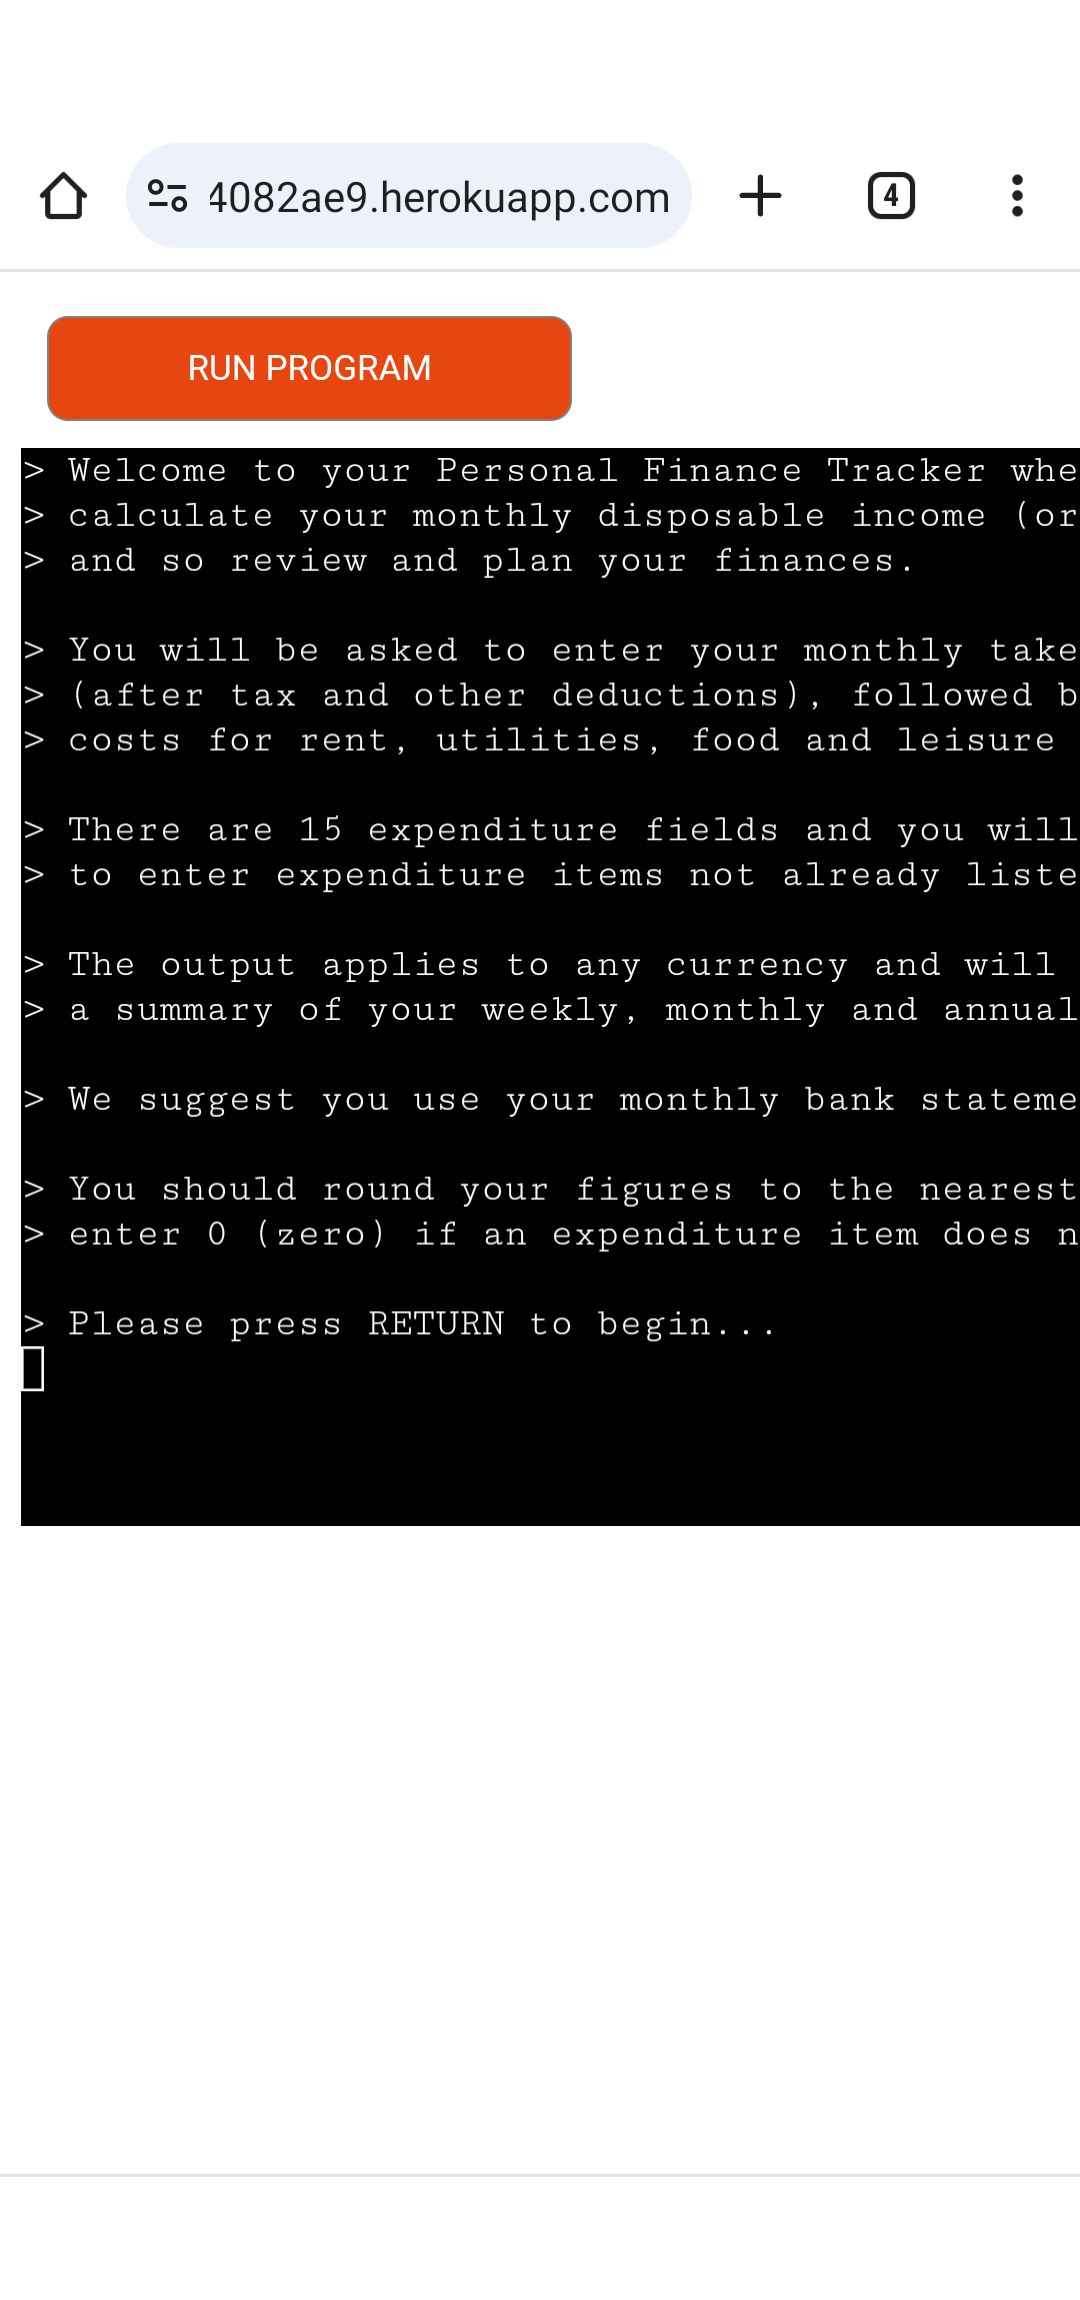 4082ae9.herokuapp.com
4
RUN PROGRAM
> Welcome to your Personal Finance Tracker whe
> calculate your monthly disposable income (or
> and so review and plan your finances.
> You will be asked to enter your monthly take
> (after tax and other deductions), followed b
> costs for rent, utilities, food and leisure
> There are 15 expenditure fields and you will
> to enter expenditure items not already liste
> The output applies to any currency and will
> a summary of your weekly, monthly and annual
> We suggest you use your monthly bank stateme
> You should round your figures to the nearest
> enter 0 (zero) if an expenditure item does n
> Please press RETURN to begin...